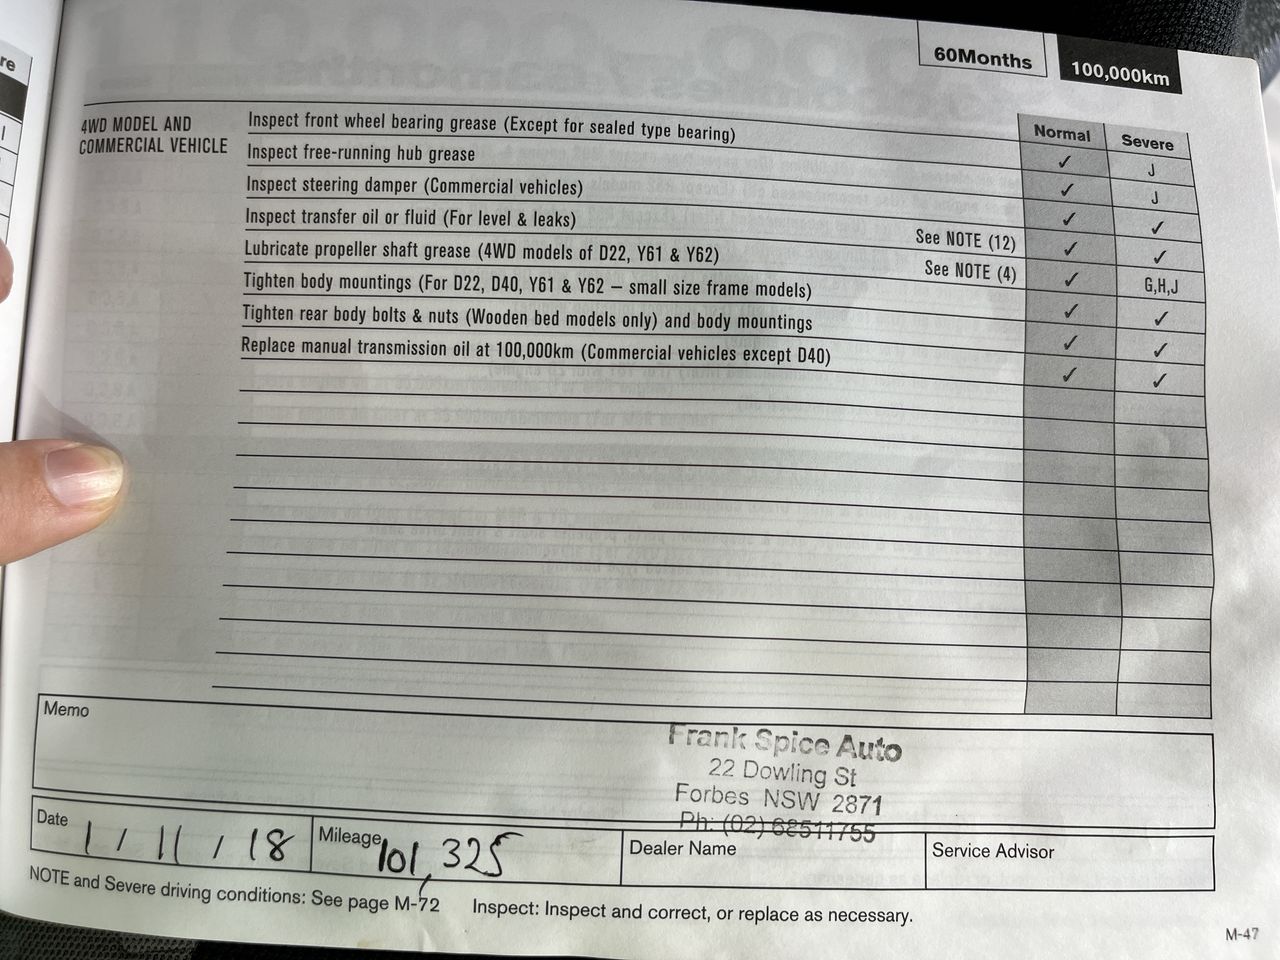 re
60Months
100,000km
Normal
Severe
4WD MODEL AND
COMMERCIAL VEHICLE
Inspect front wheel bearing grease (Except for sealed type bearing) ✓ J
Inspect free-running hub grease ✓ J
Inspect steering damper (Commercial vehicles) ✓ ✓
Inspect transfer oil or fluid (For level & leaks) See NOTE (12) ✓ ✓
Lubricate propeller shaft grease (4WD models of D22, Y61 & Y62) See NOTE (4) ✓ G,H,J
Tighten body mountings (For D22, D40, Y61 & Y62 – small size frame models) ✓ ✓
Tighten rear body bolts & nuts (Wooden bed models only) and body mountings ✓ ✓
Replace manual transmission oil at 100,000km (Commercial vehicles except D40) ✓ ✓
Memo
Frank Spice Auto
22 Dowling St
Forbes NSW 2871
Ph: (02) 68511755
Date 1 / 11 / 18
Mileage 101,325
Dealer Name
Service Advisor
NOTE and Severe driving conditions: See page M-72 Inspect: Inspect and correct, or replace as necessary.
M-47